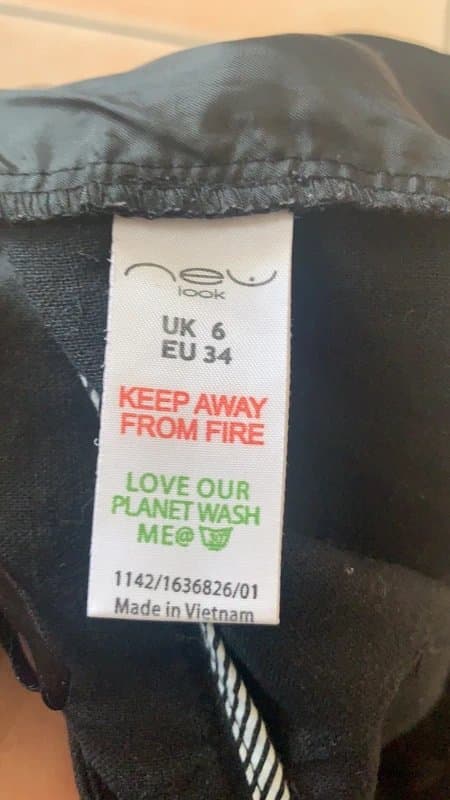 new
look
UK 6
EU 34
KEEP AWAY
FROM FIRE
LOVE OUR
PLANET WASH
ME@ 30°
1142/1636826/01
Made in Vietnam